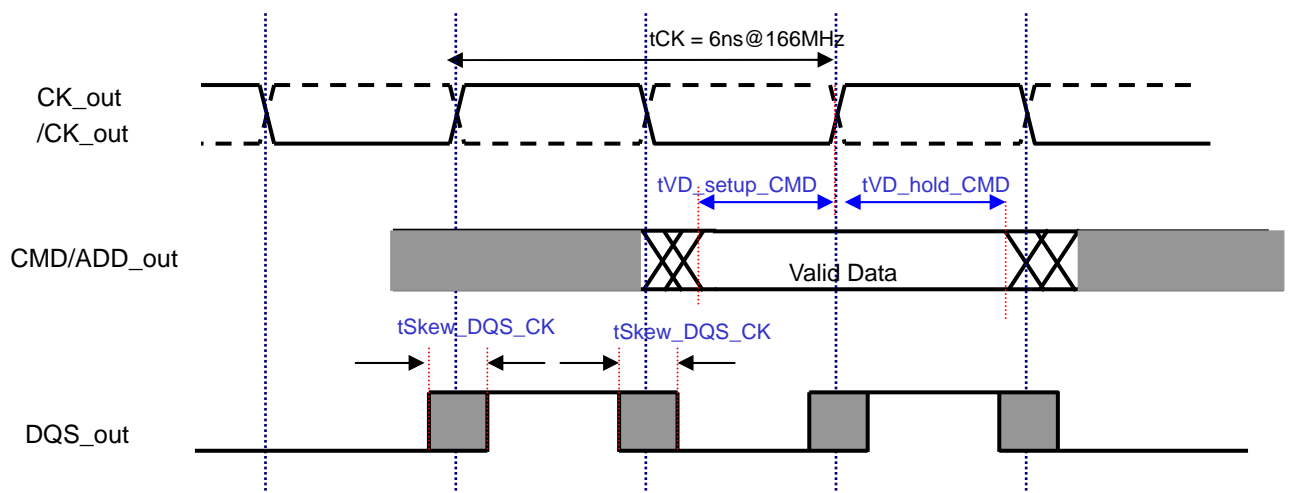 tCK = 6ns@166MHz
CK_out
/CK_out
tVD_setup_CMD
tVD_hold_CMD
CMD/ADD_out
Valid Data
tSkew_DQS_CK
tSkew_DQS_CK
DQS_out